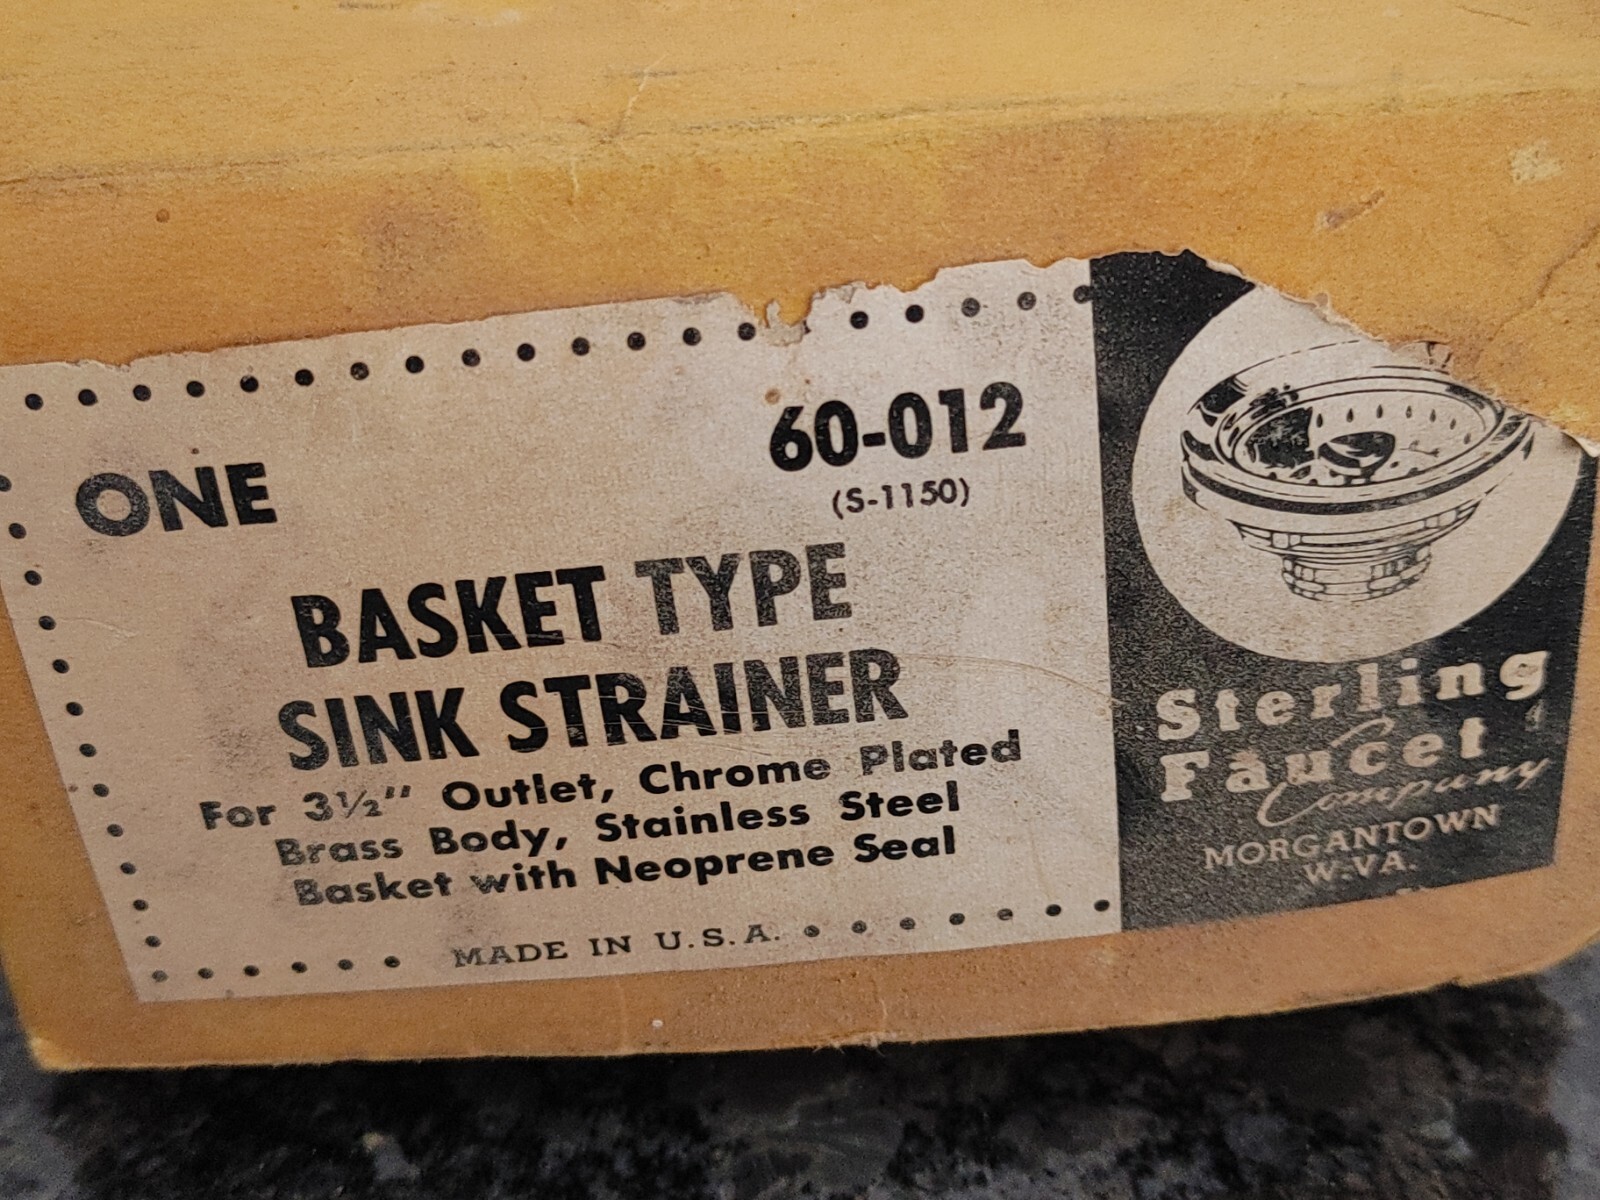 ONE
60-012
(S-1150)
BASKET TYPE
SINK STRAINER
For 3½" Outlet, Chrome Plated
Brass Body, Stainless Steel
Basket with Neoprene Seal
MADE IN U.S.A.
Sterling
Faucet
Company
MORGANTOWN
W.VA.